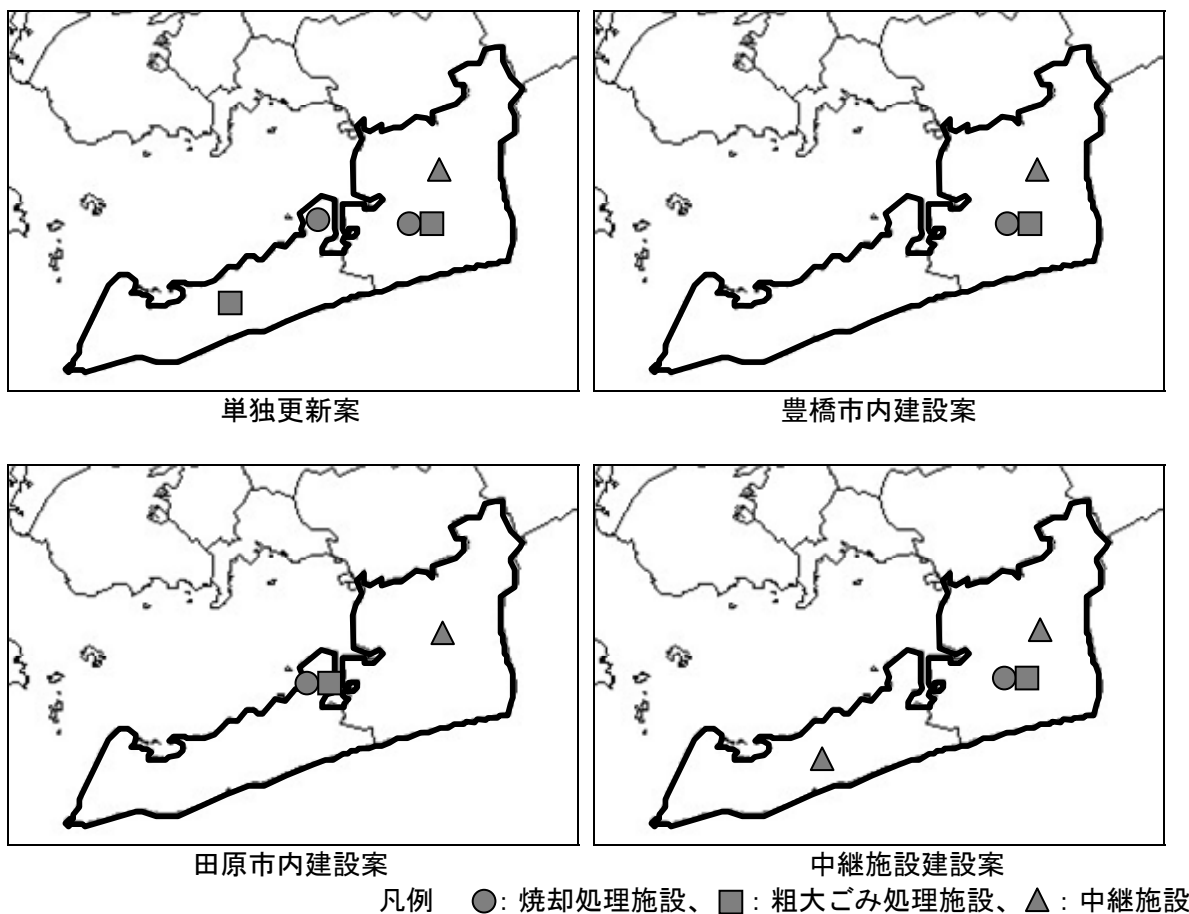 単独更新案
豊橋市内建設案
田原市内建設案
中継施設建設案
凡例 ●: 焼却処理施設、■: 粗大ごみ処理施設、▲: 中継施設